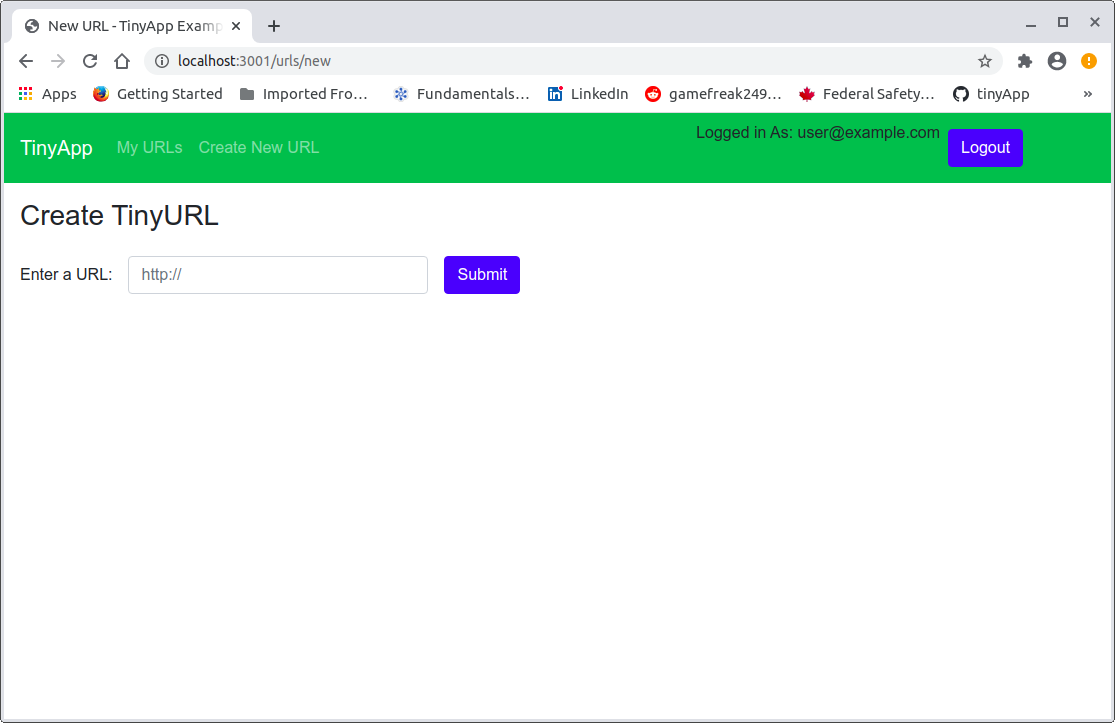 New URL - TinyApp Examp
localhost:3001/urls/new
Apps Getting Started Imported Fro… Fundamentals… LinkedIn gamefreak249… Federal Safety… tinyApp »
TinyApp My URLs Create New URL Logged in As: user@example.com Logout
Create TinyURL
Enter a URL: http:// Submit